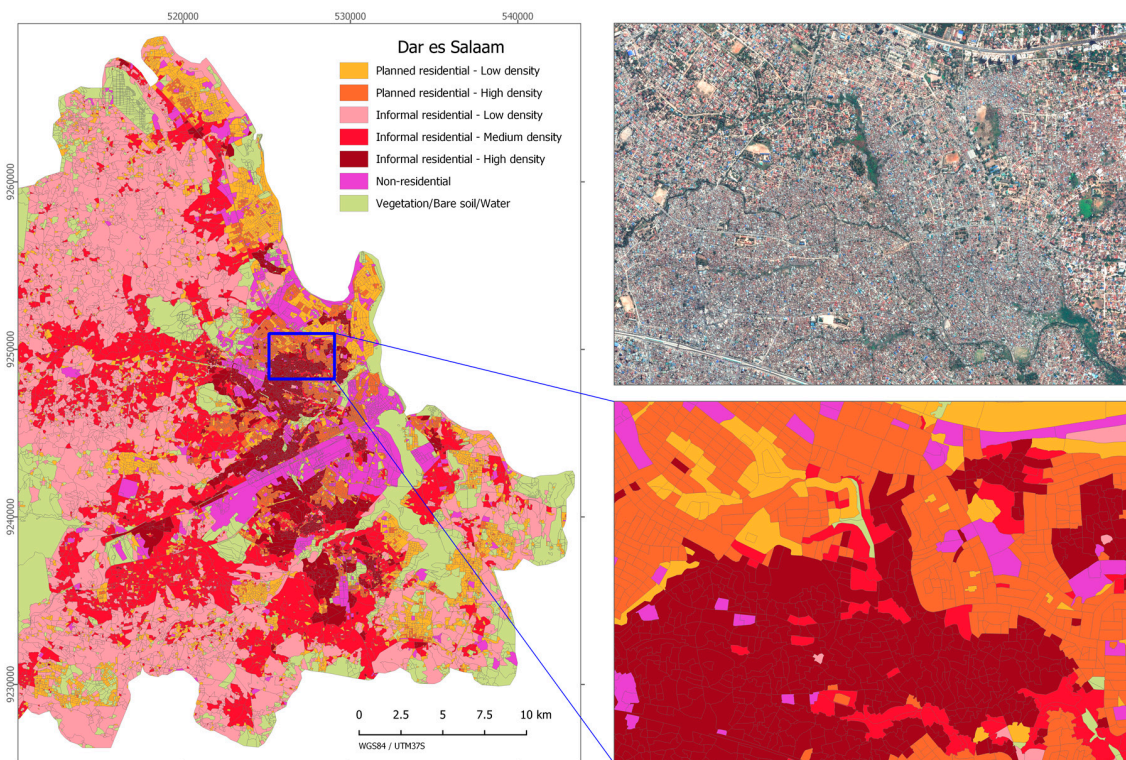 520000
530000
540000
Dar es Salaam
Planned residential - Low density
Planned residential - High density
Informal residential - Low density
Informal residential - Medium density
Informal residential - High density
Non-residential
Vegetation/Bare soil/Water
9260000
9250000
9240000
9230000
0 2.5 5 7.5 10 km
WGS84 / UTM37S